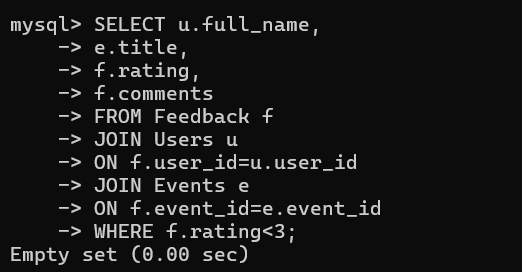 mysql> SELECT u.full_name,
    -> e.title,
    -> f.rating,
    -> f.comments
    -> FROM Feedback f
    -> JOIN Users u
    -> ON f.user_id=u.user_id
    -> JOIN Events e
    -> ON f.event_id=e.event_id
    -> WHERE f.rating<3;
Empty set (0.00 sec)